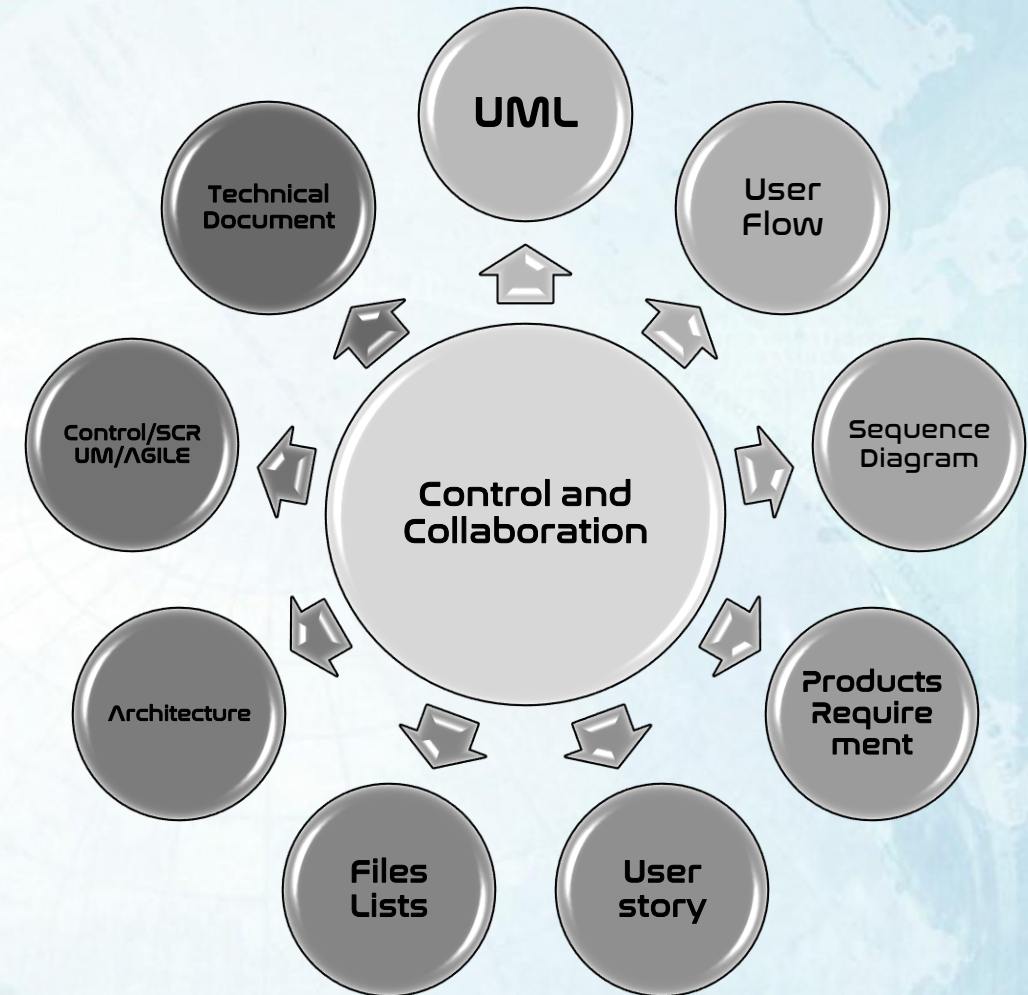 UML
User
Flow
Sequence
Diagram
Products
Require
ment
User
story
Files
Lists
Architecture
Control/SCR
UM/AGILE
Technical
Document
Control and
Collaboration